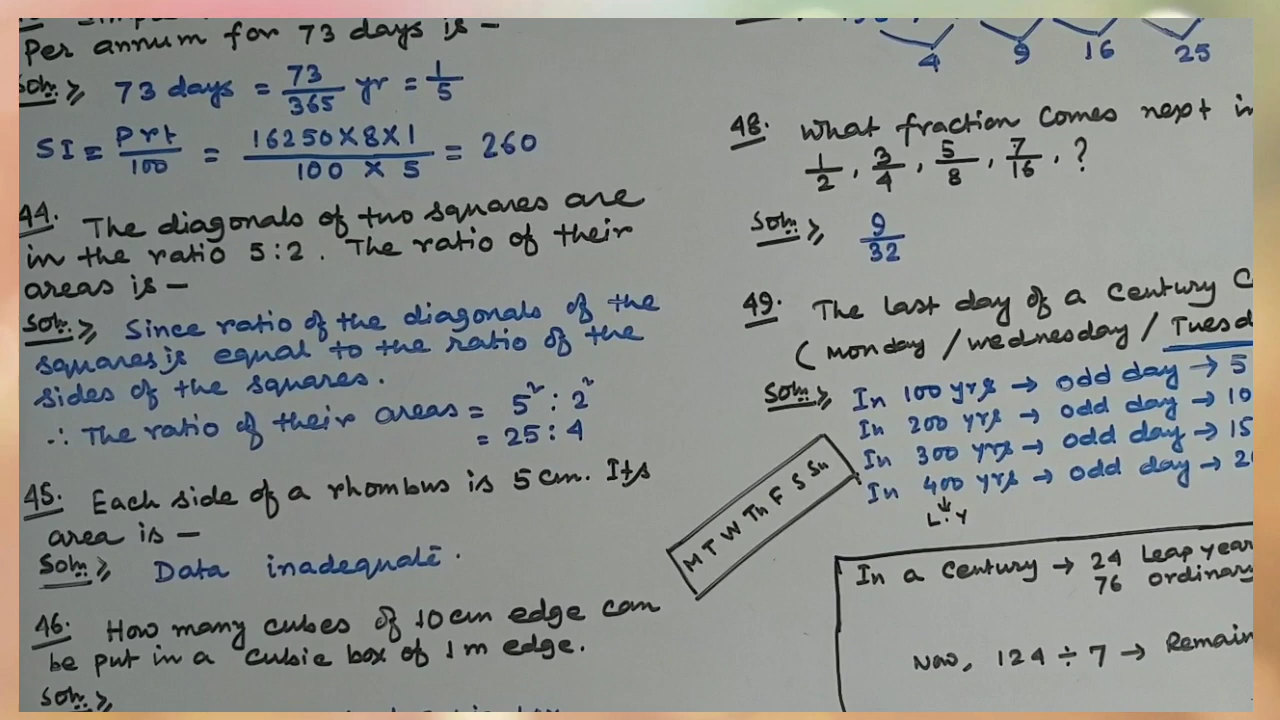 Per annum for 73 days is -
Soln. ⇒ 73 days = 73/365 yr = 1/5
SI = Prt/100 = 16250×8×1/100 × 5 = 260
44. The diagonals of two squares are
in the ratio 5:2. The ratio of their
areas is -
Soln. ⇒ Since ratio of the diagonals of the
squares is equal to the ratio of the
sides of the squares.
∴ The ratio of their areas = 5² : 2²
= 25 : 4
45. Each side of a rhombus is 5 cm. Its
area is -
Soln. ⇒ Data inadequate.
46. How many cubes of 10 cm edge can
be put in a cubic box of 1 m edge.
Soln. ⇒
4 9 16 25
48. What fraction comes next in
1/2, 3/4, 5/8, 7/16, ?
Soln. ⇒ 9/32
49. The last day of a century c
(monday / wednesday / Tuesd
Soln. ⇒ In 100 yrs → odd day → 5
In 200 yrs → odd day → 10
In 300 yrs → odd day → 15
In 400 yrs → odd day → 2
L.Y
M T W Th F S Su
In a century → 24 Leap year
76 ordinary
Now, 124 ÷ 7 → Remain